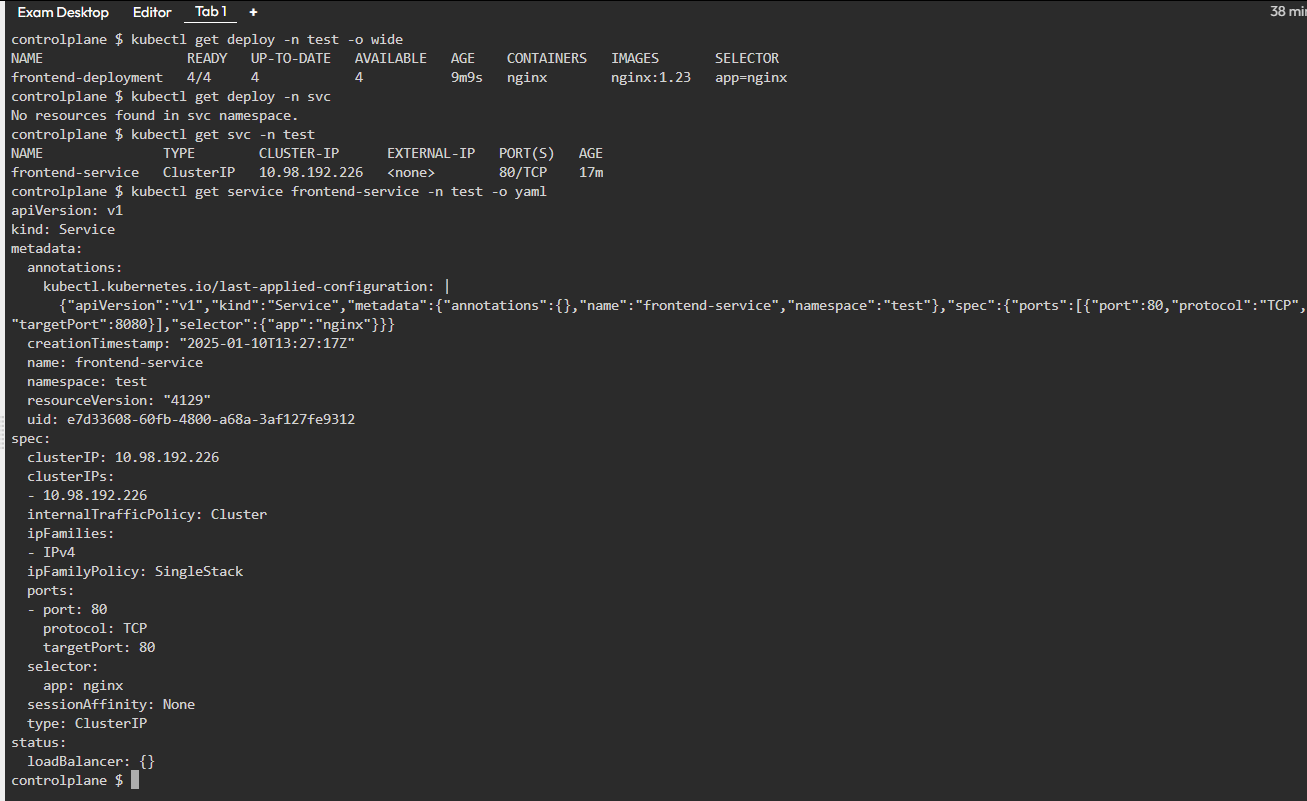 Exam Desktop Editor Tab 1 + 38 min
controlplane $ kubectl get deploy -n test -o wide
NAME READY UP-TO-DATE AVAILABLE AGE CONTAINERS IMAGES SELECTOR
frontend-deployment 4/4 4 4 9m9s nginx nginx:1.23 app=nginx
controlplane $ kubectl get deploy -n svc
No resources found in svc namespace.
controlplane $ kubectl get svc -n test
NAME TYPE CLUSTER-IP EXTERNAL-IP PORT(S) AGE
frontend-service ClusterIP 10.98.192.226 <none> 80/TCP 17m
controlplane $ kubectl get service frontend-service -n test -o yaml
apiVersion: v1
kind: Service
metadata:
  annotations:
    kubectl.kubernetes.io/last-applied-configuration: |
      {"apiVersion":"v1","kind":"Service","metadata":{"annotations":{},"name":"frontend-service","namespace":"test"},"spec":{"ports":[{"port":80,"protocol":"TCP",
"targetPort":8080}],"selector":{"app":"nginx"}}}
  creationTimestamp: "2025-01-10T13:27:17Z"
  name: frontend-service
  namespace: test
  resourceVersion: "4129"
  uid: e7d33608-60fb-4800-a68a-3af127fe9312
spec:
  clusterIP: 10.98.192.226
  clusterIPs:
  - 10.98.192.226
  internalTrafficPolicy: Cluster
  ipFamilies:
  - IPv4
  ipFamilyPolicy: SingleStack
  ports:
  - port: 80
    protocol: TCP
    targetPort: 80
  selector:
    app: nginx
  sessionAffinity: None
  type: ClusterIP
status:
  loadBalancer: {}
controlplane $